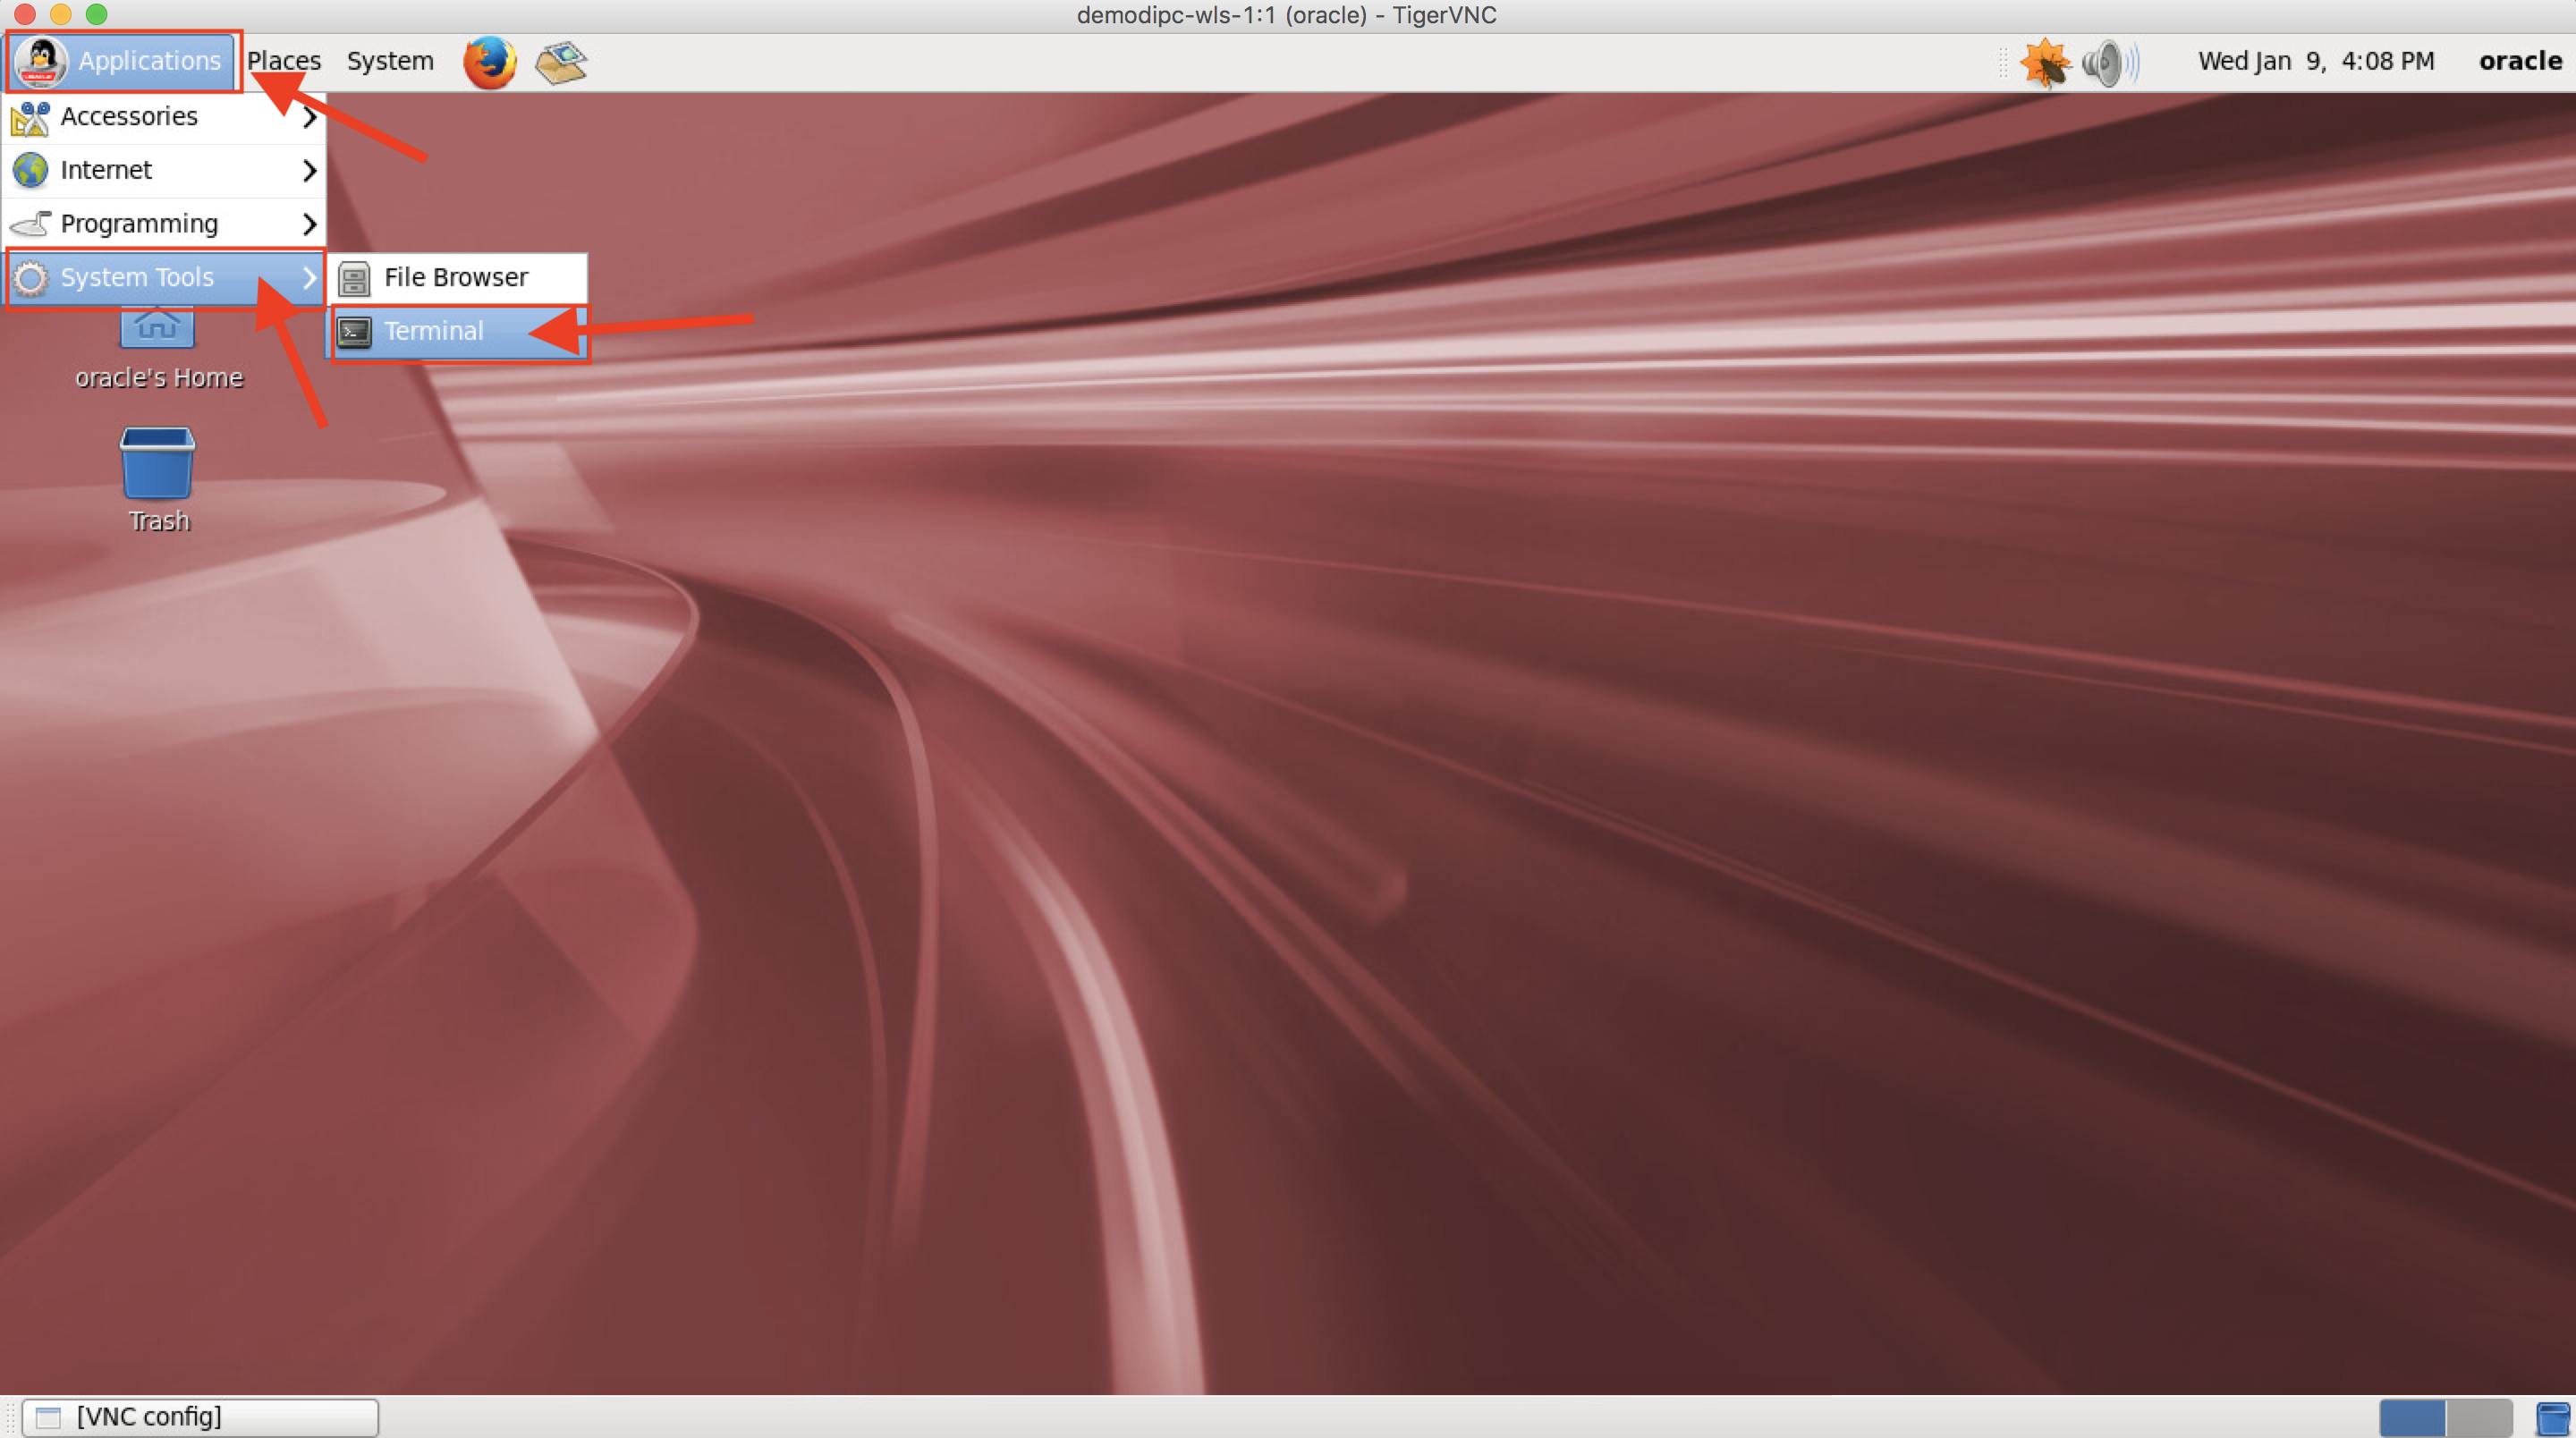 demodipc-wls-1:1 (oracle) - TigerVNC
Applications Places System Wed Jan 9, 4:08 PM oracle
Accessories
Internet
Programming
System Tools
File Browser
Terminal
oracle's Home
Trash
[VNC config]